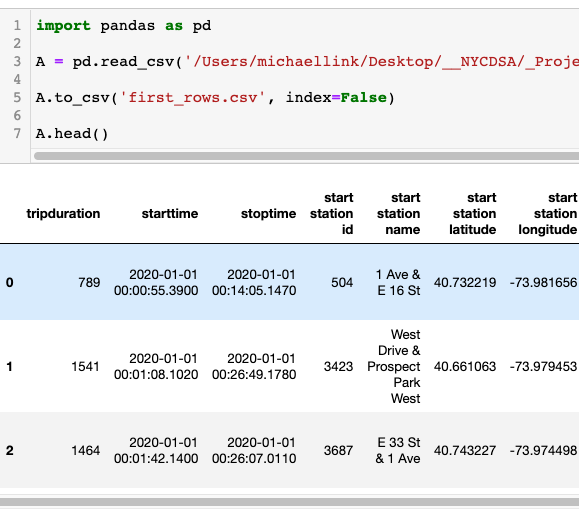 1 import pandas as pd
2
3 A = pd.read_csv('/Users/michaellink/Desktop/__NYCDSA/_Proje
4
5 A.to_csv('first_rows.csv', index=False)
6
7 A.head()
tripduration starttime stoptime start station id start station name start station latitude start station longitude
0 789 2020-01-01 00:00:55.3900 2020-01-01 00:14:05.1470 504 1 Ave & E 16 St 40.732219 -73.981656
1 1541 2020-01-01 00:01:08.1020 2020-01-01 00:26:49.1780 3423 West Drive & Prospect Park West 40.661063 -73.979453
2 1464 2020-01-01 00:01:42.1400 2020-01-01 00:26:07.0110 3687 E 33 St & 1 Ave 40.743227 -73.974498